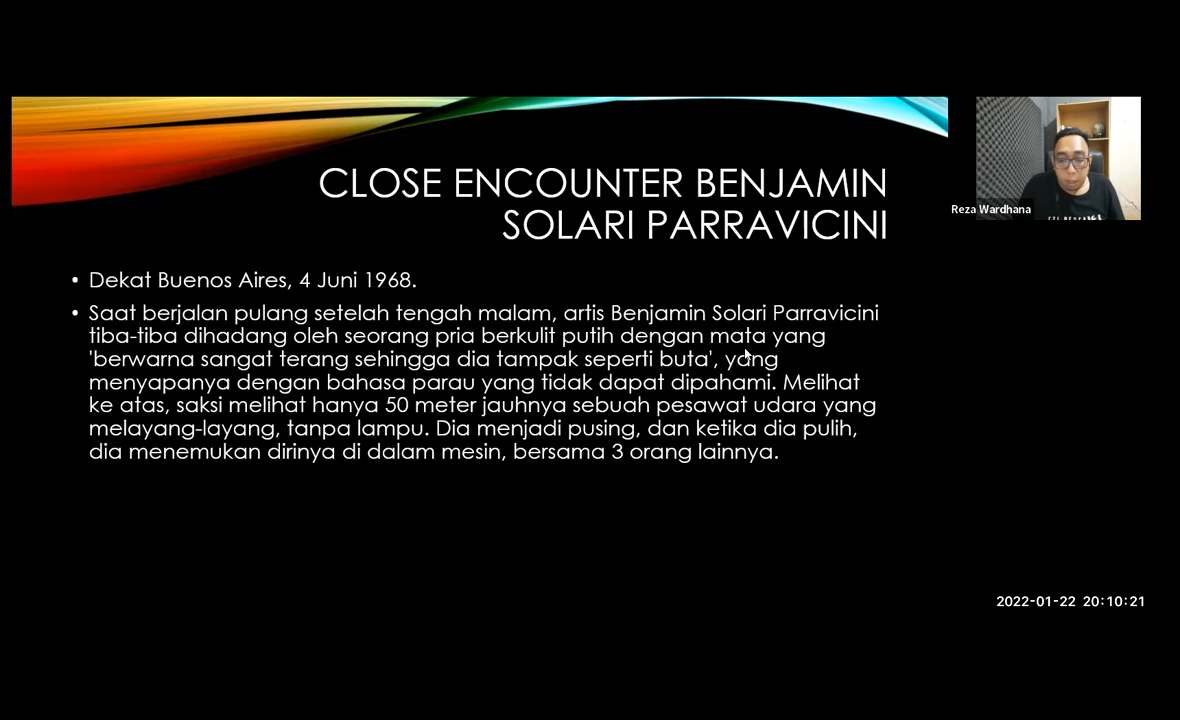 CLOSE ENCOUNTER BENJAMIN
SOLARI PARRAVICINI
Reza Wardhana
• Dekat Buenos Aires, 4 Juni 1968.
• Saat berjalan pulang setelah tengah malam, artis Benjamin Solari Parravicini
tiba-tiba dihadang oleh seorang pria berkulit putih dengan mata yang
'berwarna sangat terang sehingga dia tampak seperti buta', yang
menyapanya dengan bahasa parau yang tidak dapat dipahami. Melihat
ke atas, saksi melihat hanya 50 meter jauhnya sebuah pesawat udara yang
melayang-layang, tanpa lampu. Dia menjadi pusing, dan ketika dia pulih,
dia menemukan dirinya di dalam mesin, bersama 3 orang lainnya.
2022-01-22 20:10:21